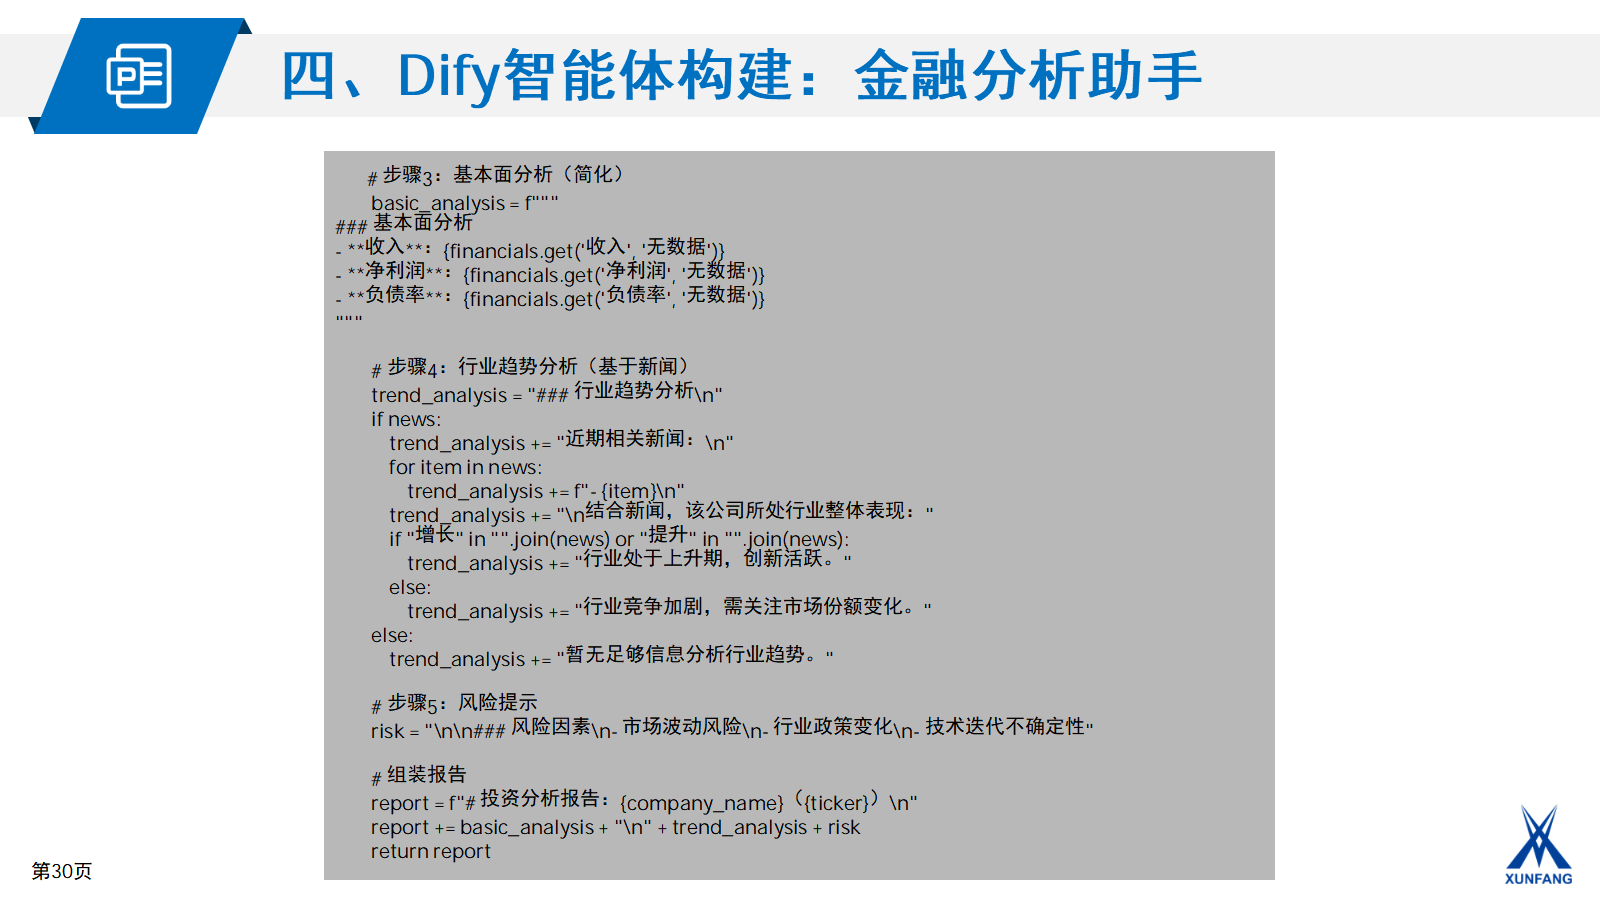 四、Dify智能体构建：金融分析助手
# 步骤3：基本面分析（简化）
basic_analysis = f"""
### 基本面分析
- **收入**：{financials.get('收入', '无数据')}
- **净利润**：{financials.get('净利润', '无数据')}
- **负债率**：{financials.get('负债率', '无数据')}
"""
# 步骤4：行业趋势分析（基于新闻）
trend_analysis = "### 行业趋势分析\n"
if news:
trend_analysis += "近期相关新闻：\n"
for item in news:
trend_analysis += f"- {item}\n"
trend_analysis += "\n结合新闻，该公司所处行业整体表现："
if "增长" in "".join(news) or "提升" in "".join(news):
trend_analysis += "行业处于上升期，创新活跃。"
else:
trend_analysis += "行业竞争加剧，需关注市场份额变化。"
else:
trend_analysis += "暂无足够信息分析行业趋势。"
# 步骤5：风险提示
risk = "\n\n### 风险因素\n- 市场波动风险\n- 行业政策变化\n- 技术迭代不确定性"
# 组装报告
report = f"# 投资分析报告：{company_name}（{ticker}）\n"
report += basic_analysis + "\n" + trend_analysis + risk
return report
第30页
XUNFANG